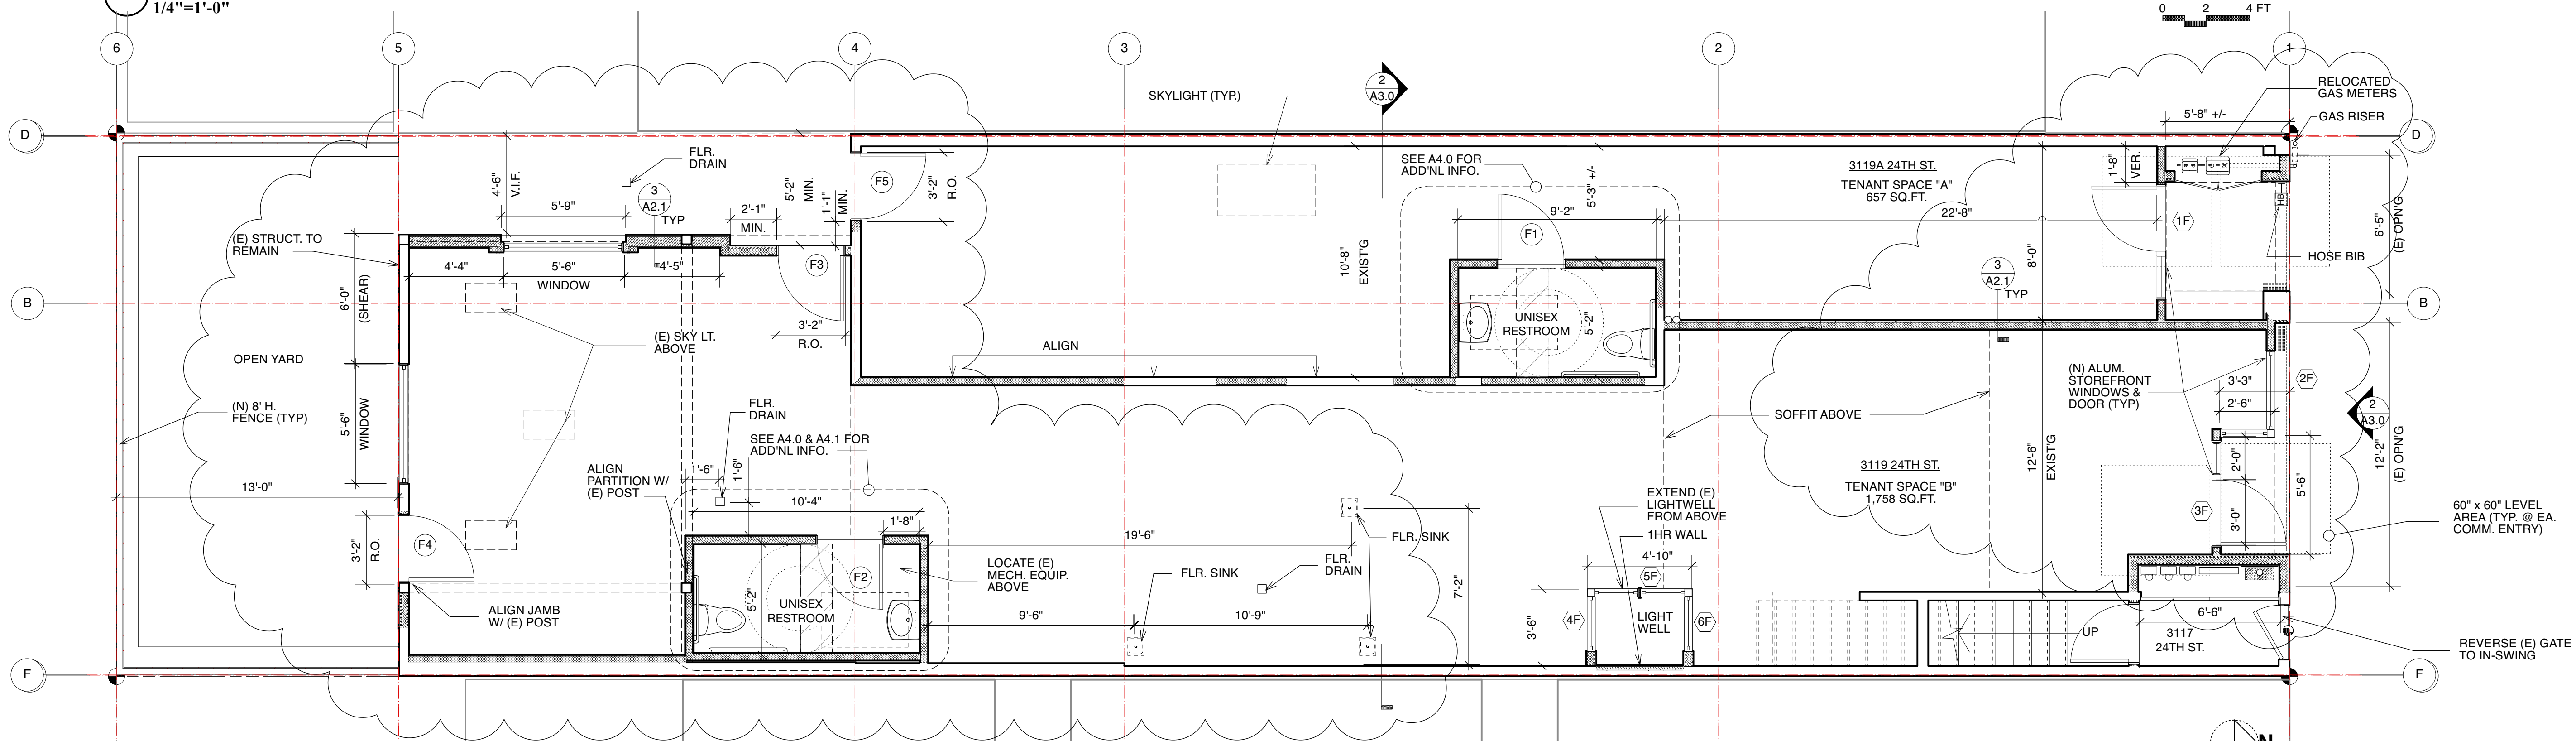 1/4"=1'-0"
0 2 4 FT
6
5
4
3
2
1
2
A3.0
SKYLIGHT (TYP.)
RELOCATED
GAS METERS
GAS RISER
5'-8" +/-
D
D
FLR.
DRAIN
4'-6"
V.I.F.
5'-9"
3
A2.1
TYP
2'-1"
MIN.
5'-2"
MIN.
1'-1"
MIN.
F5
3'-2"
R.O.
SEE A4.0 FOR
ADD'NL INFO.
5'-3" +/-
3119A 24TH ST.
TENANT SPACE "A"
657 SQ.FT.
1'-8"
VER.
(E) STRUCT. TO
REMAIN
9'-2"
22'-8"
F1
1F
HB
6'-5"
(E) OPN'G
HOSE BIB
4'-4"
5'-6"
WINDOW
4'-5"
F3
10'-8"
EXIST'G
8'-0"
3
A2.1
TYP
6'-0"
(SHEAR)
B
B
3'-2"
R.O.
UNISEX
RESTROOM
5'-2"
(E) SKY LT.
ABOVE
ALIGN
OPEN YARD
(N) ALUM.
STOREFRONT
WINDOWS &
DOOR (TYP)
3'-3"
2F
2'-6"
2
A3.0
(N) 8' H.
FENCE (TYP)
5'-6"
WINDOW
FLR.
DRAIN
SOFFIT ABOVE
SEE A4.0 & A4.1 FOR
ADD'NL INFO.
12'-6"
EXIST'G
12'-2"
(E) OPN'G
ALIGN
PARTITION W/
(E) POST
1'-6"
1'-6"
3119 24TH ST.
TENANT SPACE "B"
1,758 SQ.FT.
2'-0"
5'-6"
13'-0"
10'-4"
1'-8"
EXTEND (E)
LIGHTWELL
FROM ABOVE
3F
3'-0"
60" x 60" LEVEL
AREA (TYP. @ EA.
COMM. ENTRY)
F4
3'-2"
R.O.
19'-6"
FLR. SINK
1HR WALL
4'-10"
LOCATE (E)
MECH. EQUIP.
ABOVE
FLR. SINK
FLR.
DRAIN
7'-2"
5F
F2
5'-2"
UNISEX
RESTROOM
ALIGN JAMB
W/ (E) POST
9'-6"
10'-9"
3'-6"
4F
LIGHT
WELL
6F
6'-6"
UP
3117
24TH ST.
REVERSE (E) GATE
TO IN-SWING
F
F
N